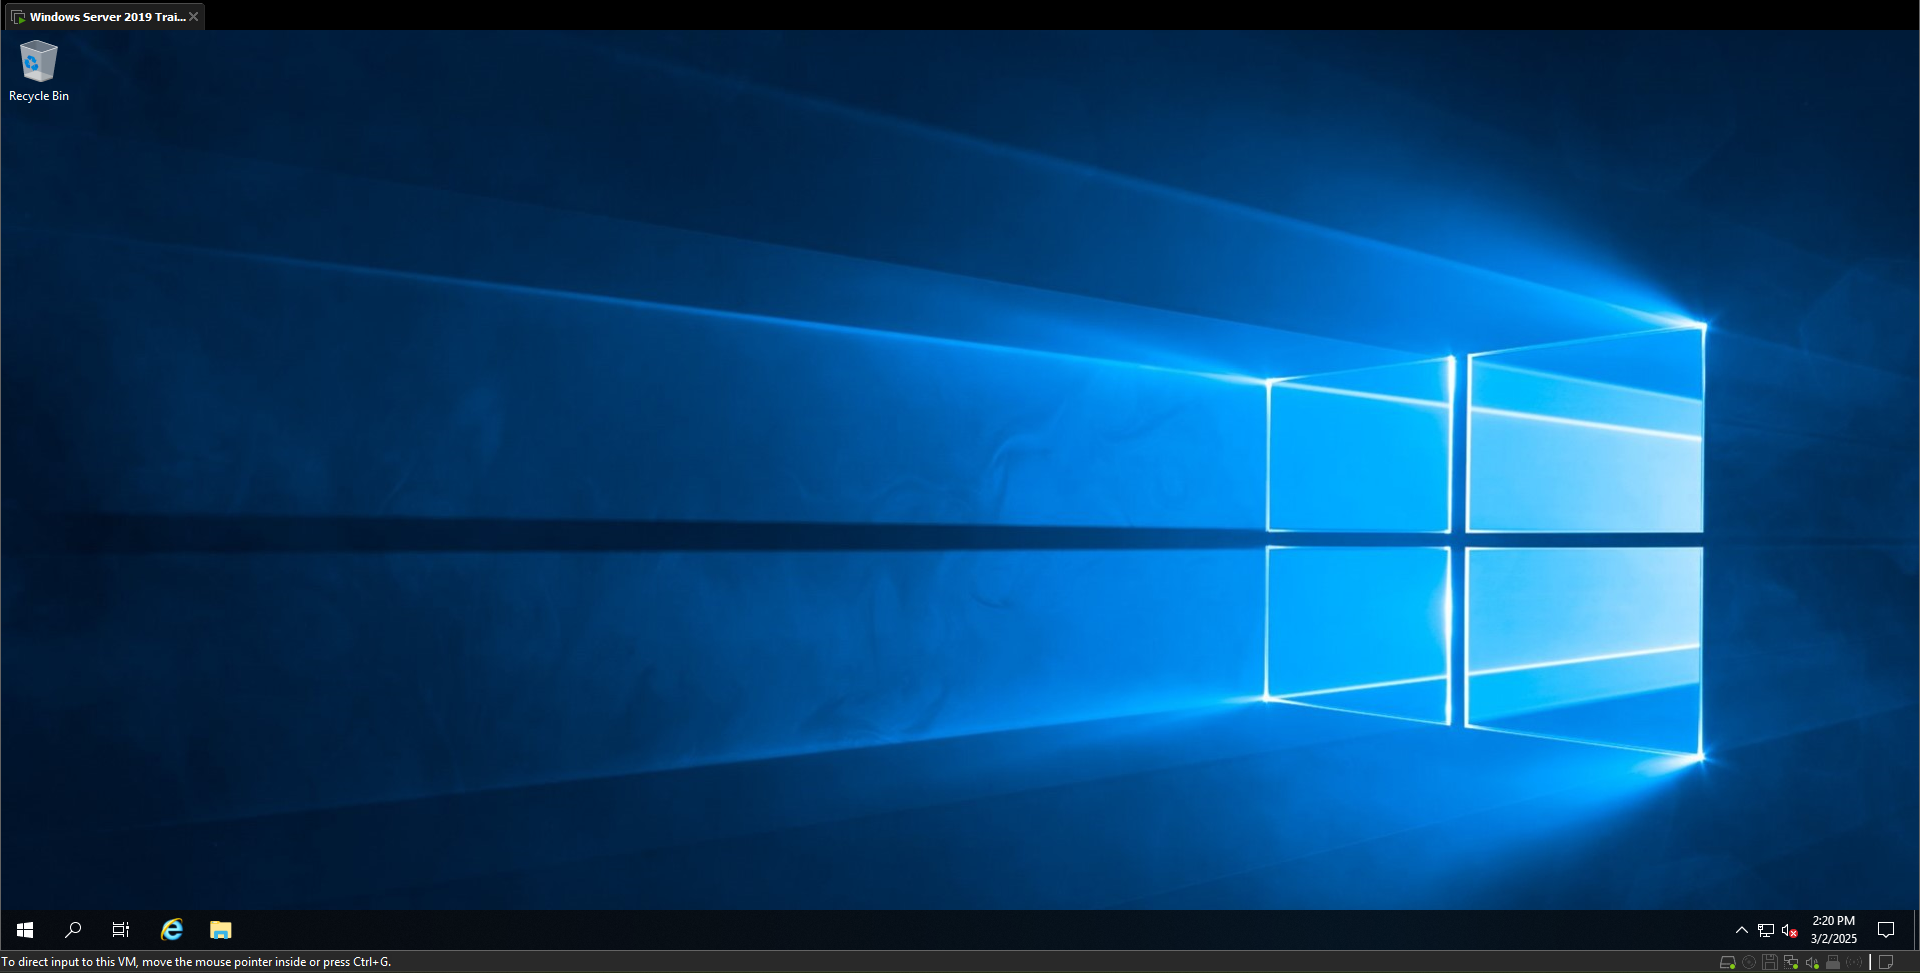 Windows Server 2019 Trai...
Recycle Bin
2:20 PM
3/2/2025
To direct input to this VM, move the mouse pointer inside or press Ctrl+G.